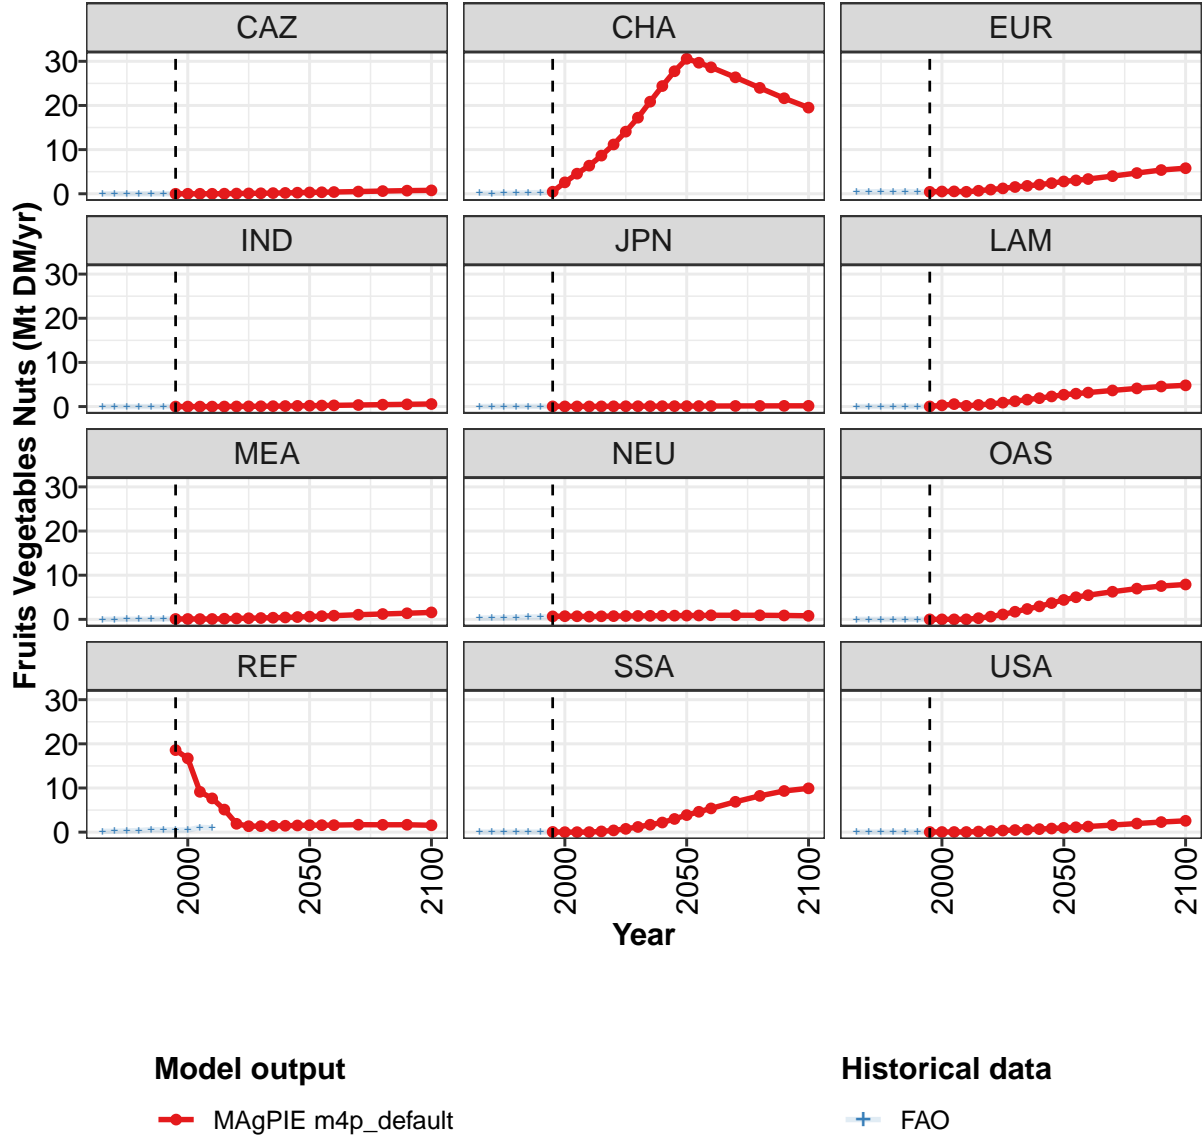 CAZ CHA EUR
30
20
10
0
IND JPN LAM
30
20
10
0
MEA NEU OAS
30
20
10
0
REF SSA USA
30
20
10
0
2000 2050 2100 2000 2050 2100 2000 2050 2100
Year
Fruits Vegetables Nuts (Mt DM/yr)
Model output Historical data
MAgPIE m4p_default FAO